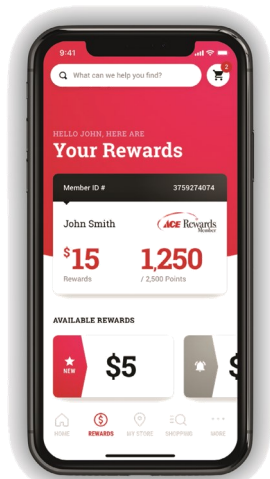 9:41
What can we help you find?
2
HELLO JOHN, HERE ARE
Your Rewards
Member ID # 3759274074
John Smith
ACE Rewards
Member
$15 1,250
Rewards / 2,500 Points
AVAILABLE REWARDS
NEW $5 $
HOME REWARDS MY STORE SHOPPING MORE